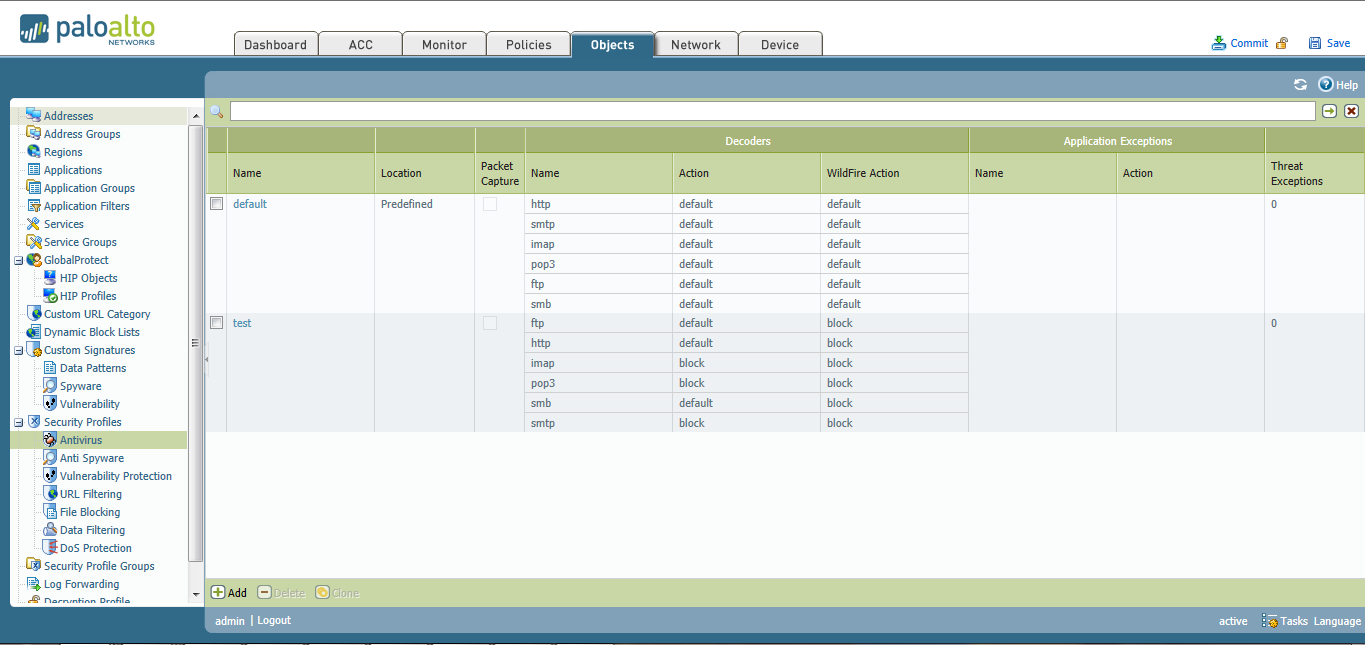 paloalto
NETWORKS
Dashboard ACC Monitor Policies Objects Network Device
Commit Save
Help
Addresses
Address Groups
Regions
Applications
Application Groups
Application Filters
Services
Service Groups
GlobalProtect
HIP Objects
HIP Profiles
Custom URL Category
Dynamic Block Lists
Custom Signatures
Data Patterns
Spyware
Vulnerability
Security Profiles
Antivirus
Anti Spyware
Vulnerability Protection
URL Filtering
File Blocking
Data Filtering
DoS Protection
Security Profile Groups
Log Forwarding
Decryption Profile
Decoders Application Exceptions
Name Location Packet Capture Name Action WildFire Action Name Action Threat Exceptions
default Predefined http default default 0
smtp default default
imap default default
pop3 default default
ftp default default
smb default default
test ftp default block 0
http default block
imap block block
pop3 block block
smb default block
smtp block block
Add Delete Clone
admin | Logout
active Tasks Language